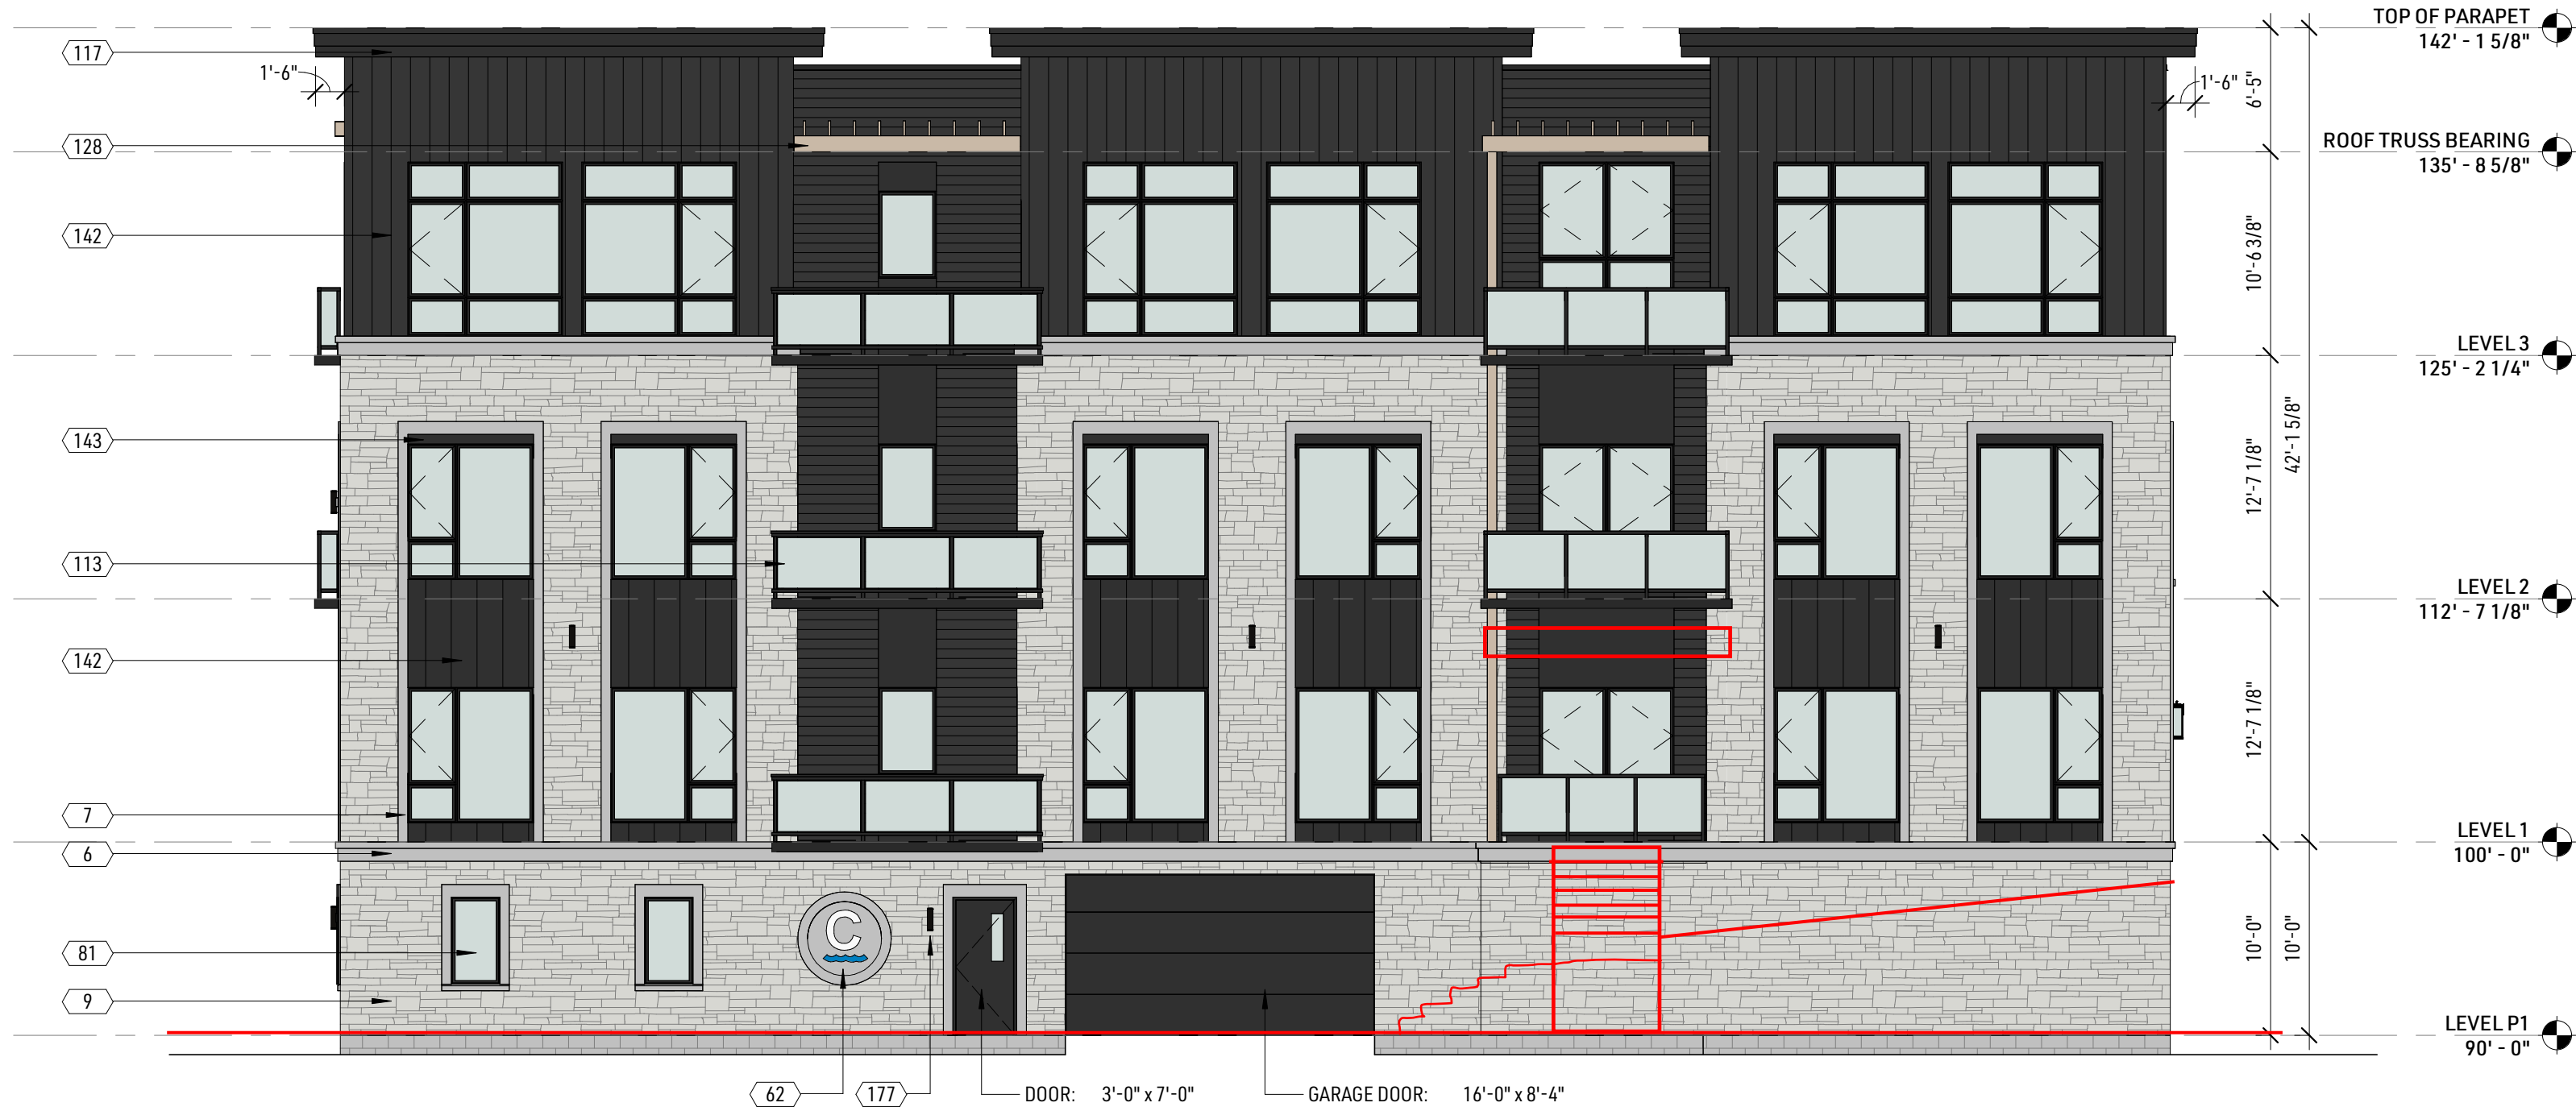 TOP OF PARAPET
142' - 1 5/8"
117
1'-6"
1'-6"
6'-5"
128
ROOF TRUSS BEARING
135' - 8 5/8"
142
10'-6 3/8"
LEVEL 3
125' - 2 1/4"
143
12'-7 1/8"
42'-1 5/8"
113
LEVEL 2
112' - 7 1/8"
142
12'-7 1/8"
7
LEVEL 1
100' - 0"
6
C
81
10'-0"
10'-0"
9
LEVEL P1
90' - 0"
62
177
DOOR: 3'-0" x 7'-0"
GARAGE DOOR: 16'-0" x 8'-4"